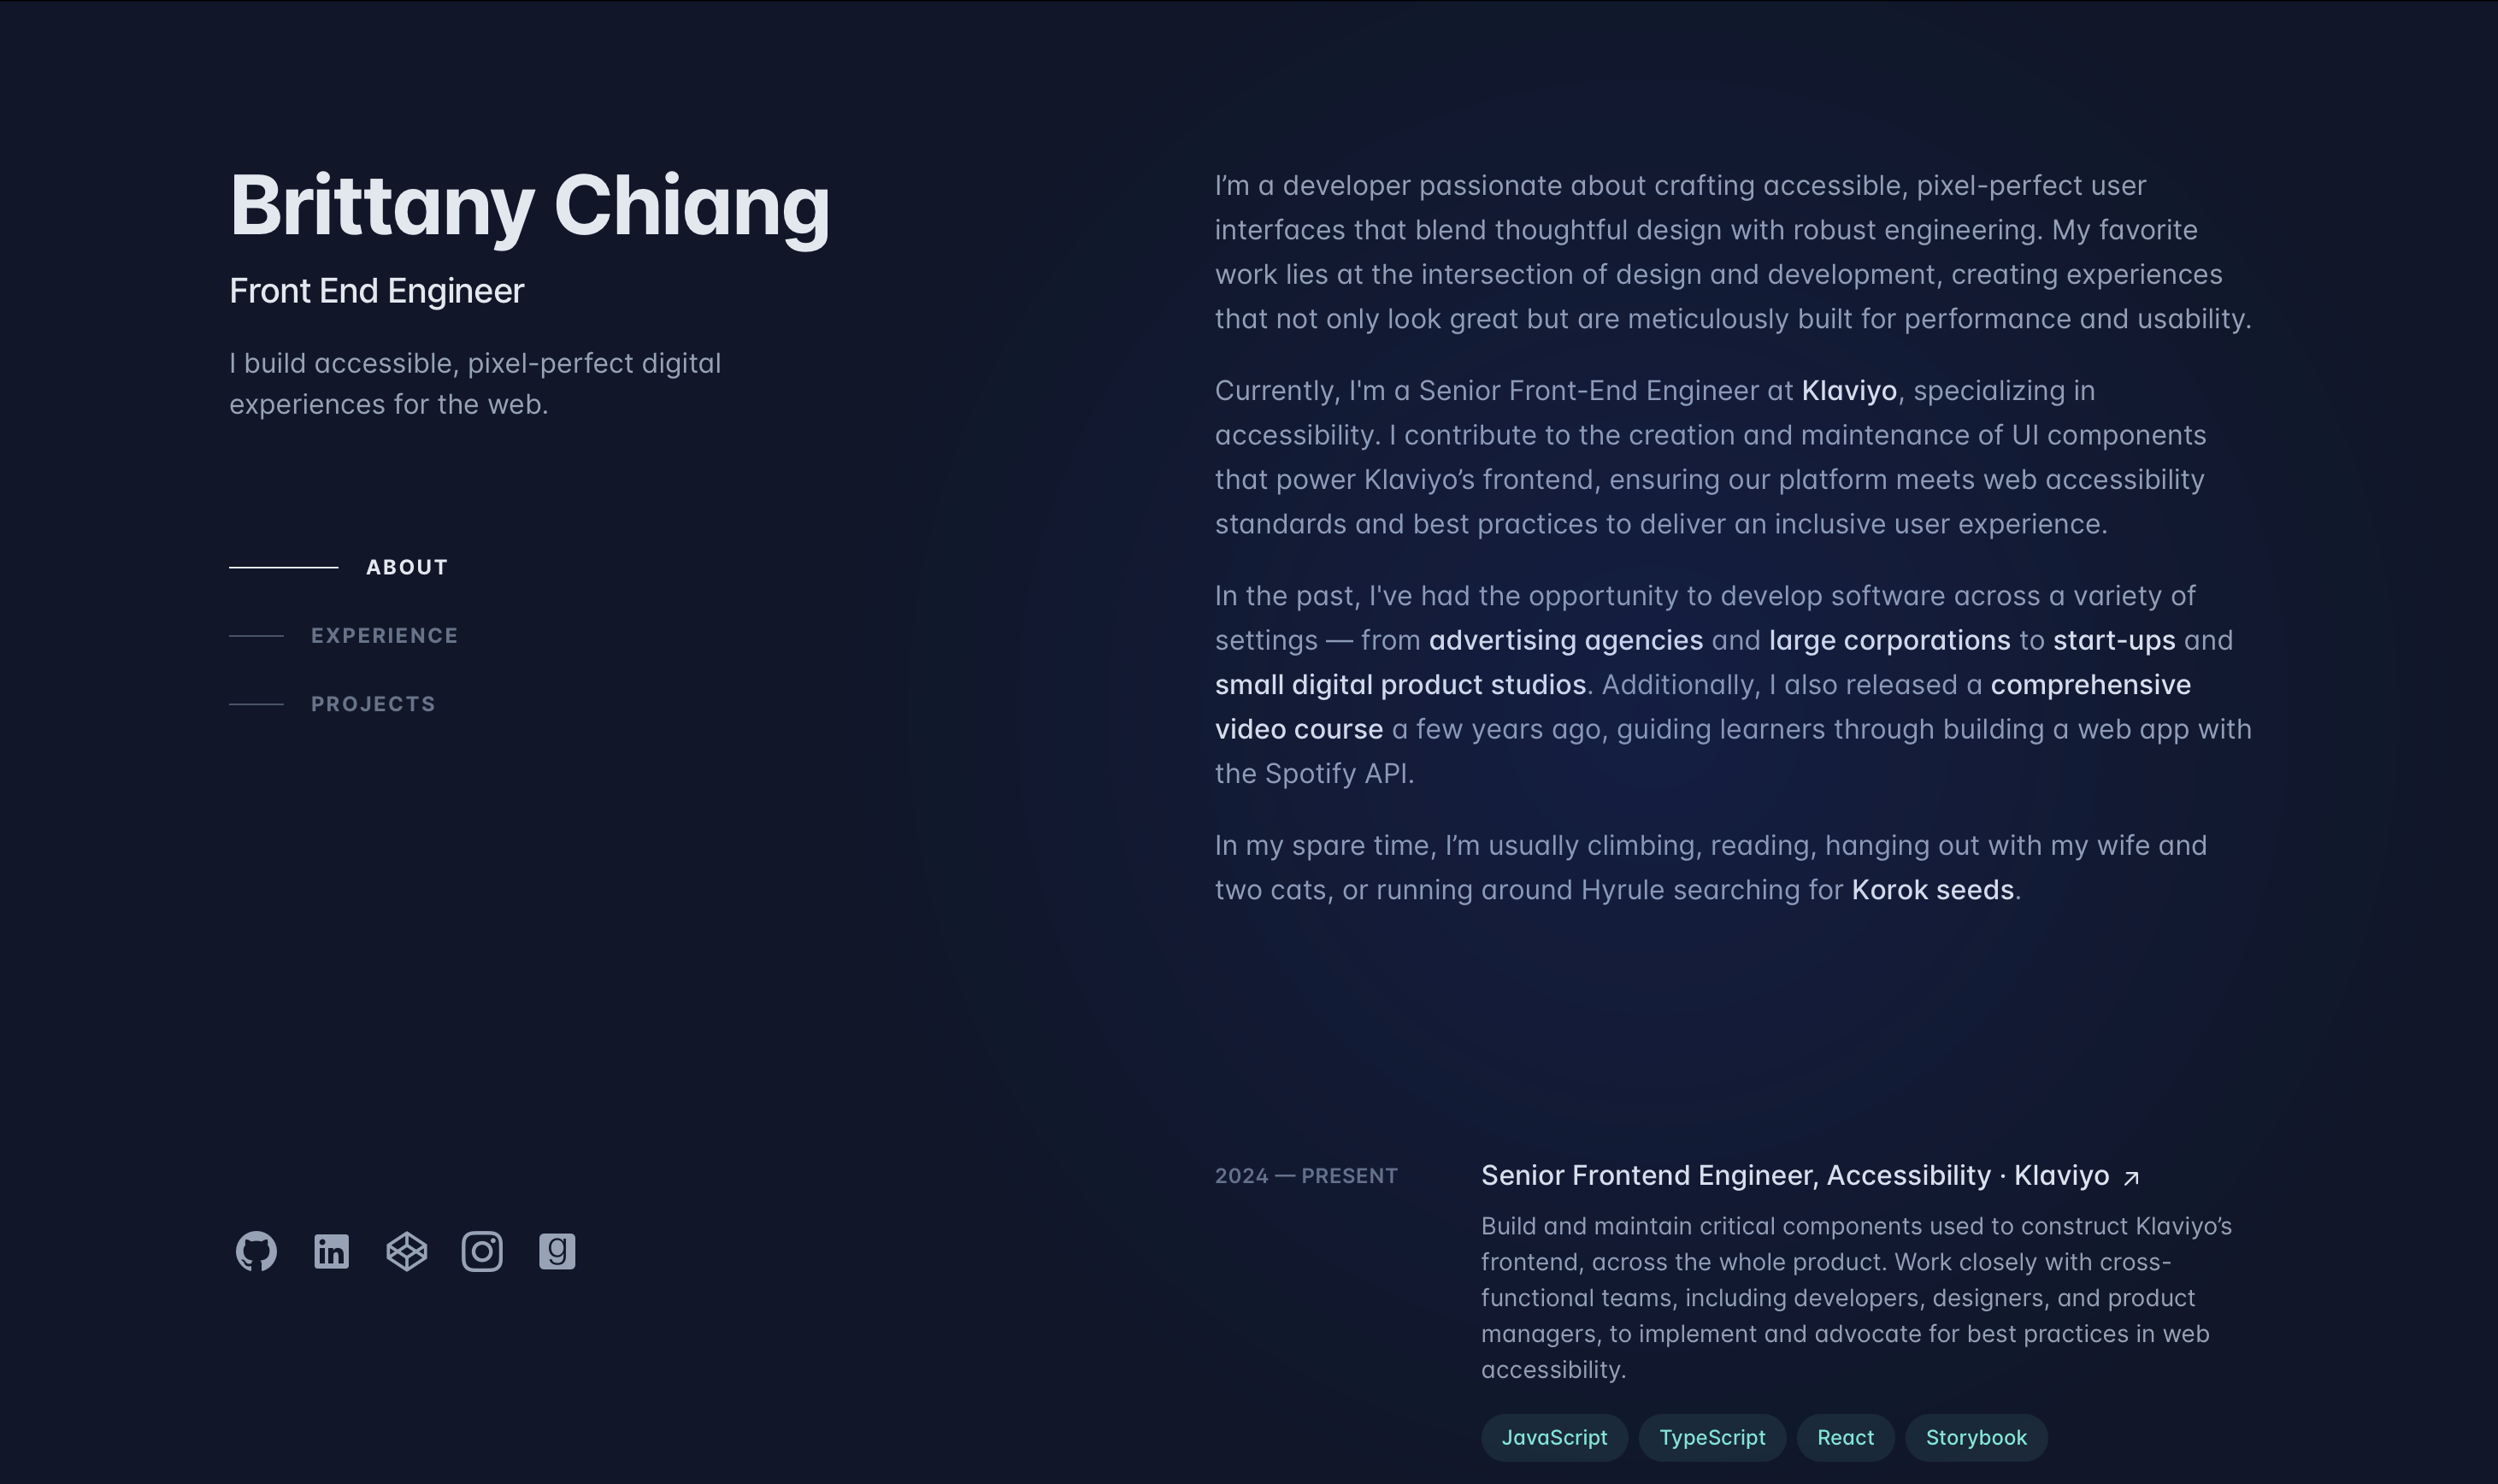 Brittany Chiang
Front End Engineer
I build accessible, pixel-perfect digital
experiences for the web.
ABOUT
EXPERIENCE
PROJECTS
I’m a developer passionate about crafting accessible, pixel-perfect user
interfaces that blend thoughtful design with robust engineering. My favorite
work lies at the intersection of design and development, creating experiences
that not only look great but are meticulously built for performance and usability.
Currently, I'm a Senior Front-End Engineer at Klaviyo, specializing in
accessibility. I contribute to the creation and maintenance of UI components
that power Klaviyo’s frontend, ensuring our platform meets web accessibility
standards and best practices to deliver an inclusive user experience.
In the past, I've had the opportunity to develop software across a variety of
settings — from advertising agencies and large corporations to start-ups and
small digital product studios. Additionally, I also released a comprehensive
video course a few years ago, guiding learners through building a web app with
the Spotify API.
In my spare time, I’m usually climbing, reading, hanging out with my wife and
two cats, or running around Hyrule searching for Korok seeds.
2024 — PRESENT
Senior Frontend Engineer, Accessibility · Klaviyo ↗
Build and maintain critical components used to construct Klaviyo’s
frontend, across the whole product. Work closely with cross-
functional teams, including developers, designers, and product
managers, to implement and advocate for best practices in web
accessibility.
JavaScript TypeScript React Storybook
in
g